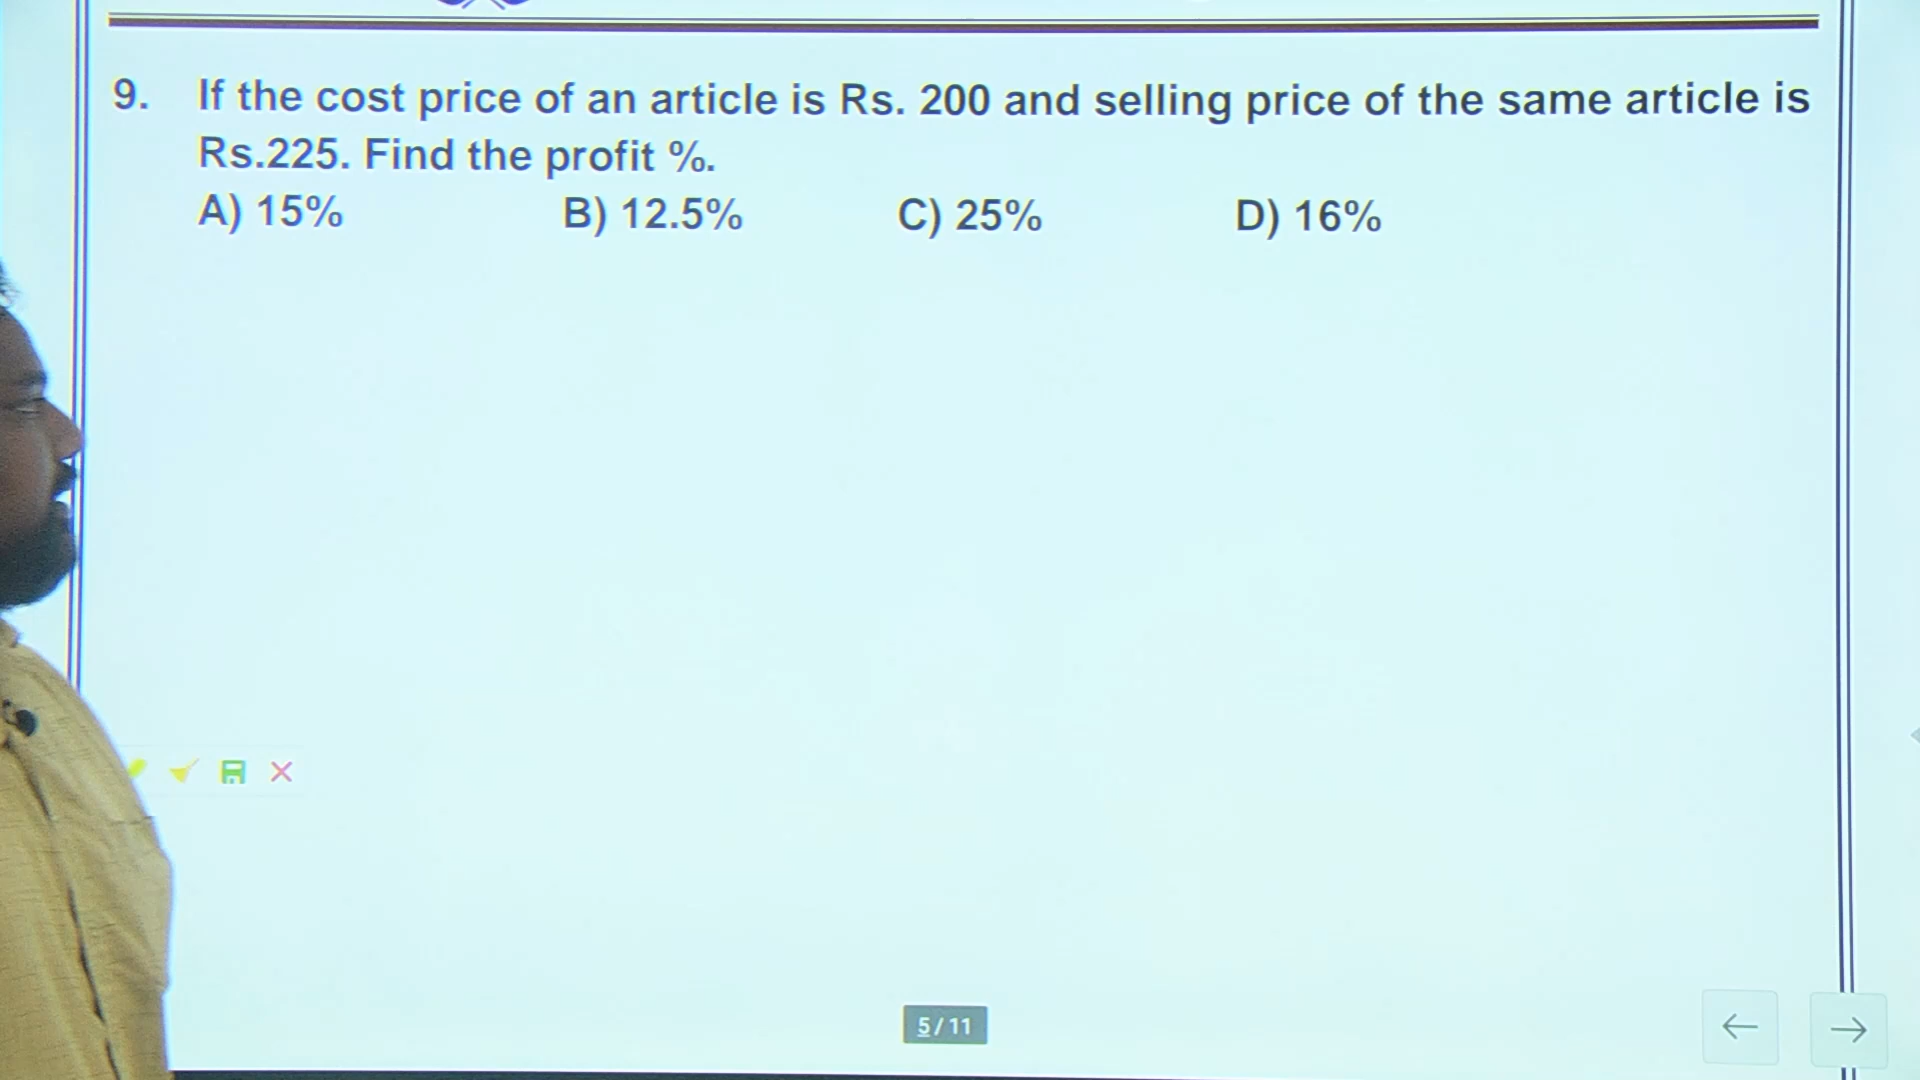 9. If the cost price of an article is Rs. 200 and selling price of the same article is
Rs.225. Find the profit %.
A) 15% B) 12.5% C) 25% D) 16%
5 / 11